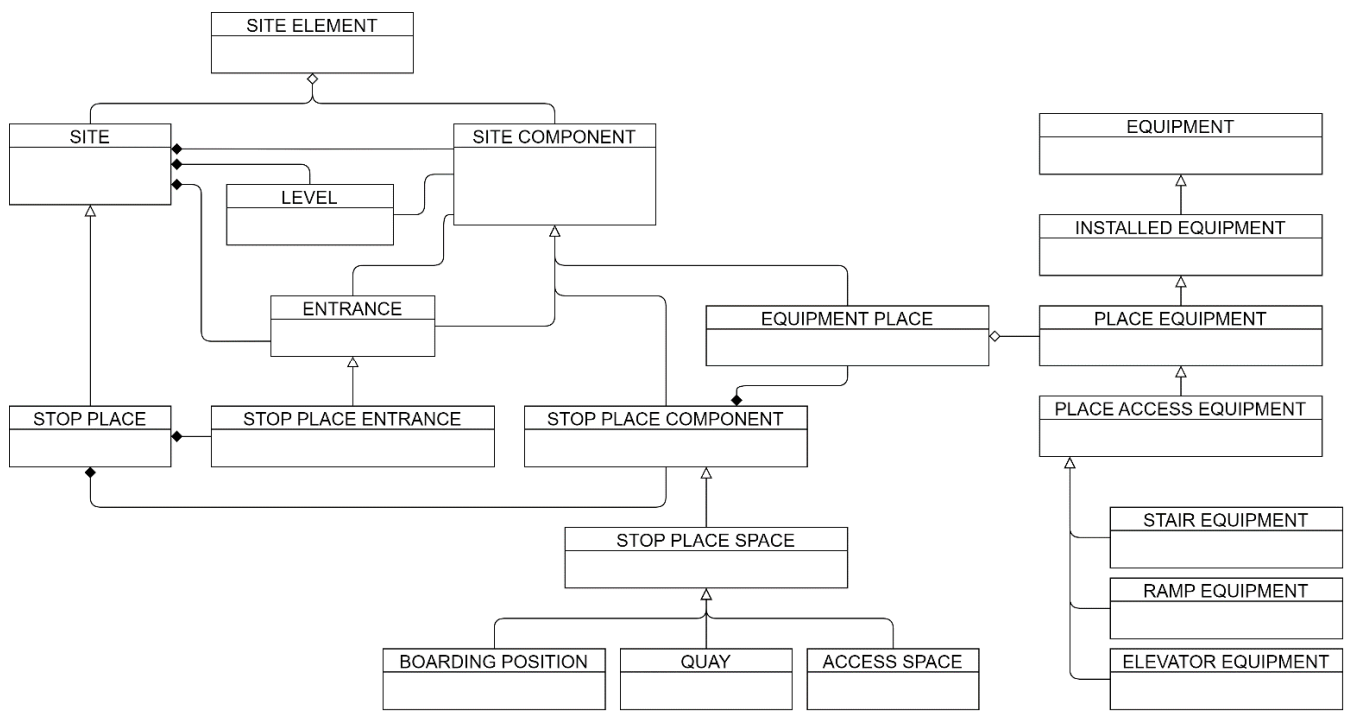 SITE ELEMENT
SITE
SITE COMPONENT
EQUIPMENT
LEVEL
INSTALLED EQUIPMENT
ENTRANCE
EQUIPMENT PLACE
PLACE EQUIPMENT
STOP PLACE
STOP PLACE ENTRANCE
STOP PLACE COMPONENT
PLACE ACCESS EQUIPMENT
STAIR EQUIPMENT
STOP PLACE SPACE
RAMP EQUIPMENT
BOARDING POSITION
QUAY
ACCESS SPACE
ELEVATOR EQUIPMENT